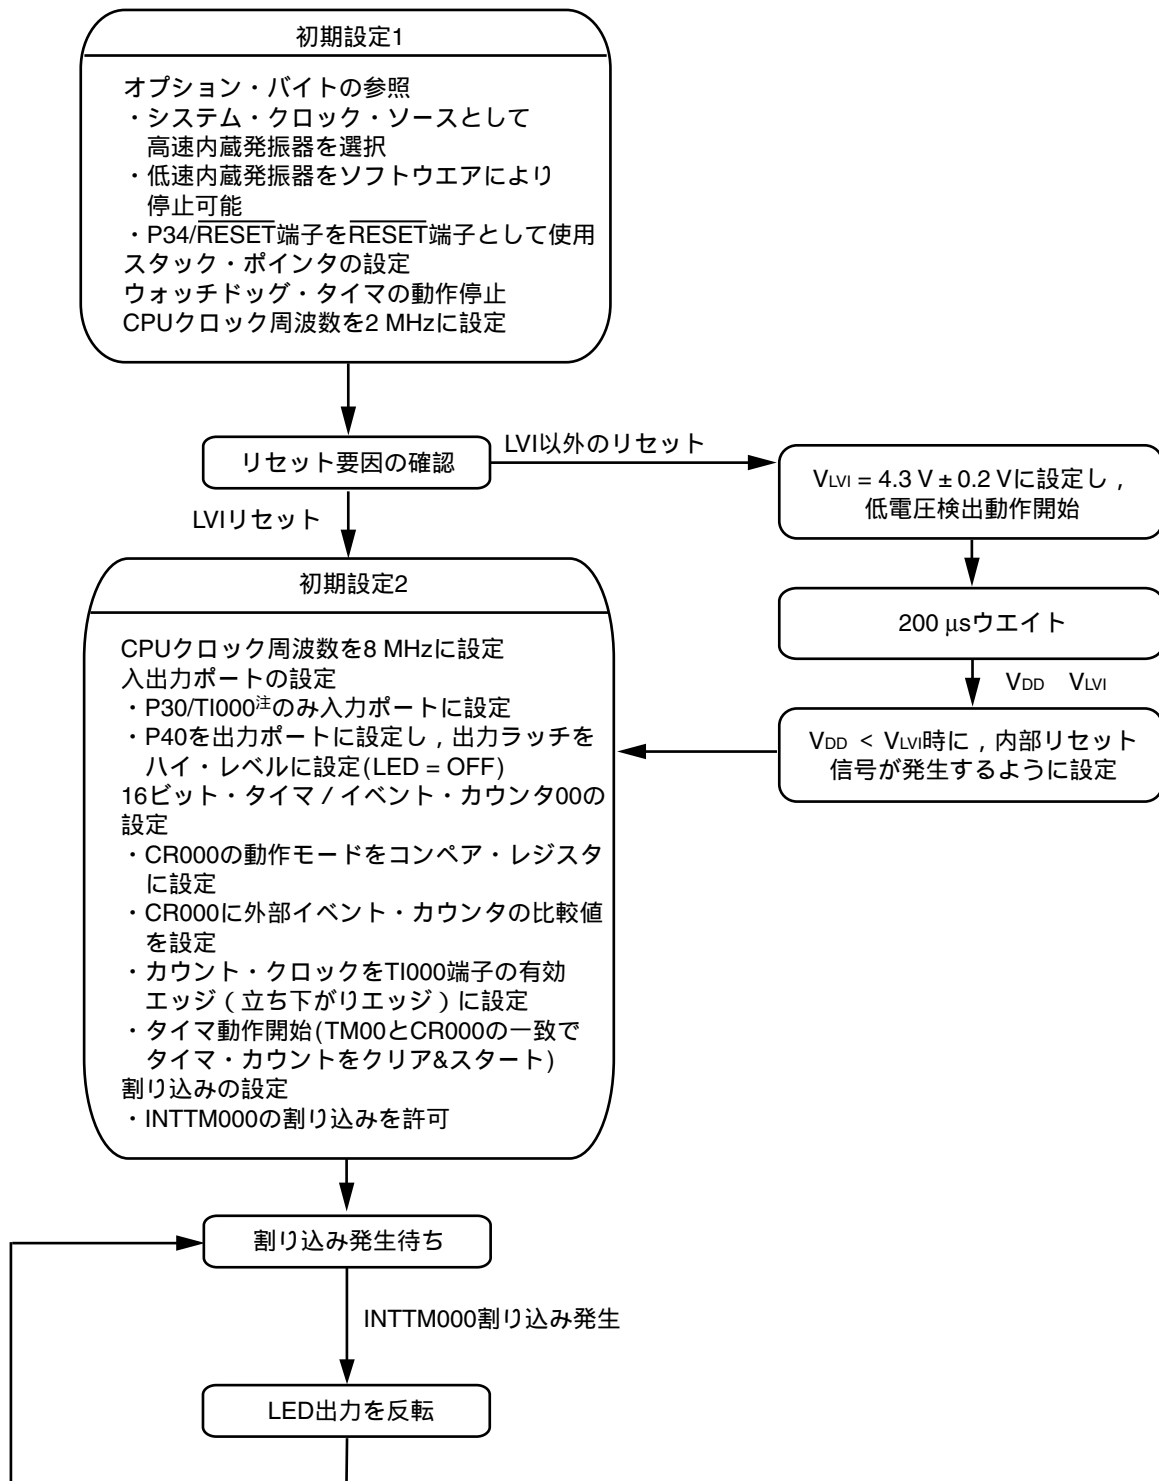 初期設定1
オプション・バイトの参照
・システム・クロック・ソースとして
高速内蔵発振器を選択
・低速内蔵発振器をソフトウエアにより
停止可能
・P34/RESET端子をRESET端子として使用
スタック・ポインタの設定
ウォッチドッグ・タイマの動作停止
CPUクロック周波数を2 MHzに設定
リセット要因の確認
LVI以外のリセット
VLVI = 4.3 V ± 0.2 Vに設定し，
低電圧検出動作開始
LVIリセット
200 μsウエイト
VDD　VLVI
VDD < VLVI時に，内部リセット
信号が発生するように設定
初期設定2
CPUクロック周波数を8 MHzに設定
入出力ポートの設定
・P30/TI000注のみ入力ポートに設定
・P40を出力ポートに設定し，出力ラッチを
ハイ・レベルに設定(LED = OFF)
16ビット・タイマ / イベント・カウンタ00の
設定
・CR000の動作モードをコンペア・レジスタ
に設定
・CR000に外部イベント・カウンタの比較値
を設定
・カウント・クロックをTI000端子の有効
エッジ（立ち下がりエッジ）に設定
・タイマ動作開始(TM00とCR000の一致で
タイマ・カウントをクリア&スタート)
割り込みの設定
・INTTM000の割り込みを許可
割り込み発生待ち
INTTM000割り込み発生
LED出力を反転